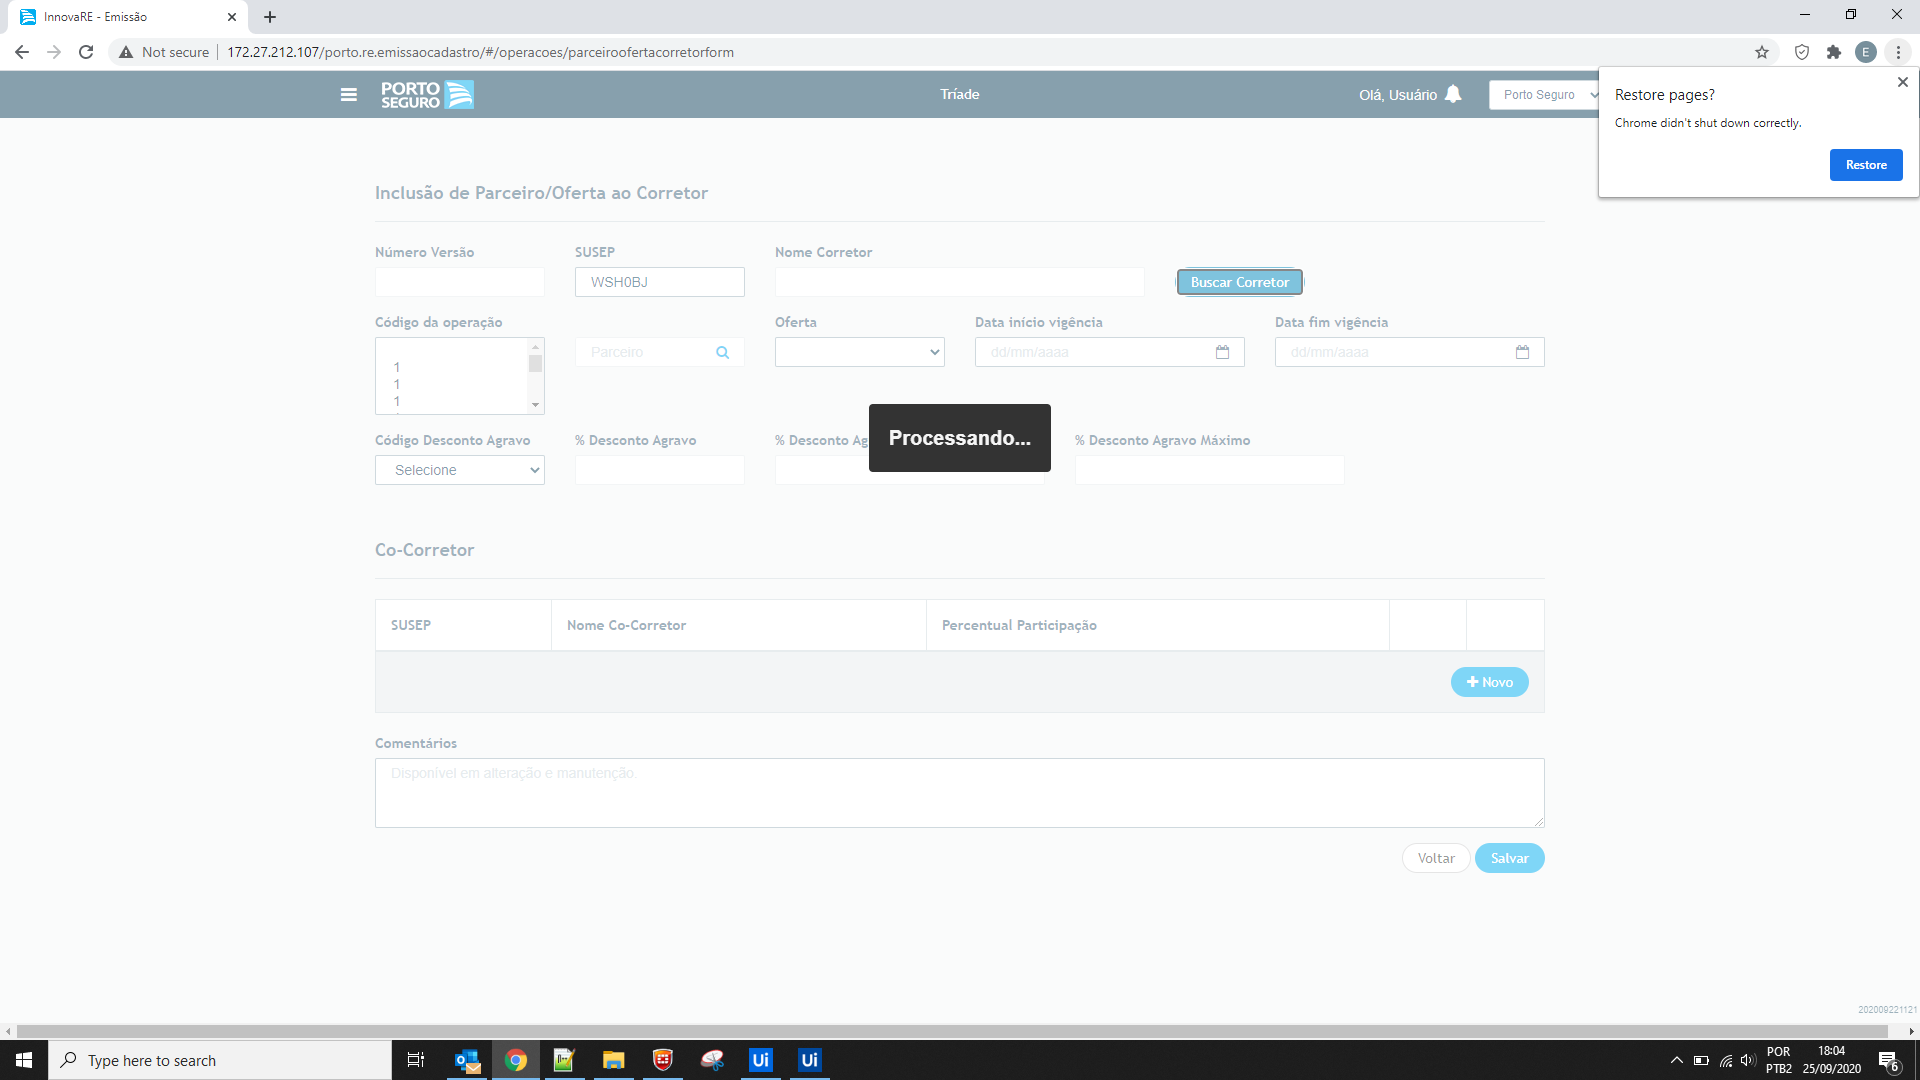 InnovaRE - Emissão
Not secure
172.27.212.107/porto.re.emissaocadastro/#/operacoes/parceiroofertacorretorform
E
PORTO
SEGURO
Tríade
Olá, Usuário
Porto Seguro
Restore pages?
Chrome didn't shut down correctly.
Restore
Inclusão de Parceiro/Oferta ao Corretor
Número Versão
SUSEP
Nome Corretor
WSH0BJ
Buscar Corretor
Código da operação
Oferta
Data início vigência
Data fim vigência
1
1
1
Parceiro
dd/mm/aaaa
dd/mm/aaaa
Código Desconto Agravo
% Desconto Agravo
% Desconto Ag
% Desconto Agravo Máximo
Selecione
Processando...
Co-Corretor
SUSEP
Nome Co-Corretor
Percentual Participação
Novo
Comentários
Disponível em alteração e manutenção.
Voltar
Salvar
202009221121
Type here to search
Ui
Ui
POR
PTB2
18:04
25/09/2020
6